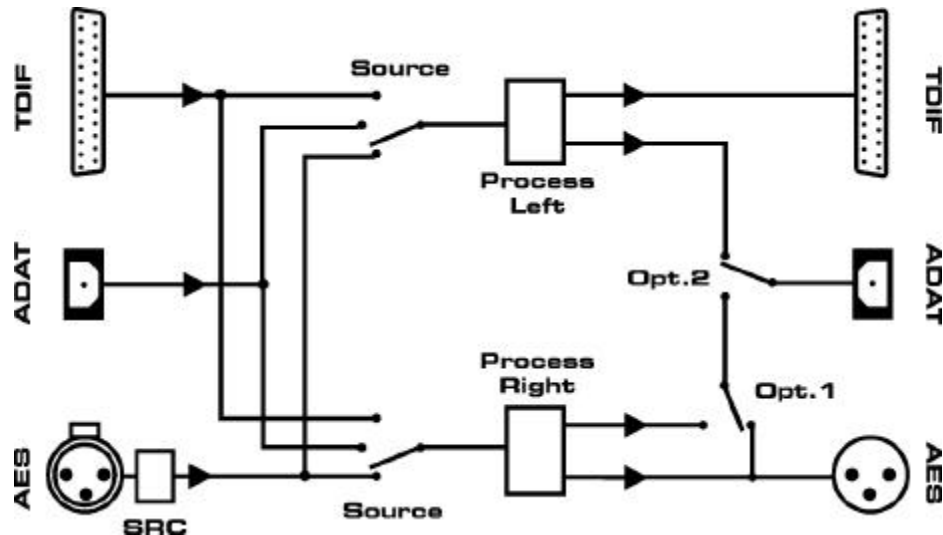 Source
TDIF
TDIF
Process
Left
ADAT
Opt.2
ADAT
Process
Right
Opt.1
AES
AES
Source
SRC